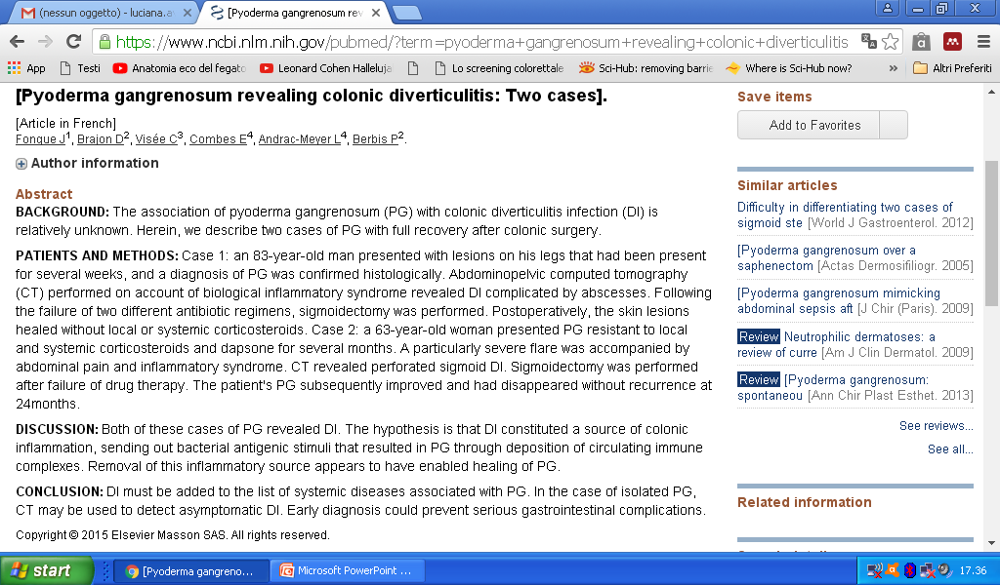 (nessun oggetto) - luciana.a
[Pyoderma gangrenosum rev
https://www.ncbi.nlm.nih.gov/pubmed/?term=pyoderma+gangrenosum+revealing+colonic+diverticulitis
App
Testi
Anatomia eco del fegato
Leonard Cohen Halleluja
Lo screening colorettale
Sci-Hub: removing barrie
Where is Sci-Hub now?
»
Altri Preferiti
[Pyoderma gangrenosum revealing colonic diverticulitis: Two cases].
[Article in French]
Fonque J1, Brajon D2, Visée C3, Combes E4, Andrac-Meyer L4, Berbis P2.
Author information
Abstract
BACKGROUND: The association of pyoderma gangrenosum (PG) with colonic diverticulitis infection (DI) is
relatively unknown. Herein, we describe two cases of PG with full recovery after colonic surgery.
PATIENTS AND METHODS: Case 1: an 83-year-old man presented with lesions on his legs that had been present
for several weeks, and a diagnosis of PG was confirmed histologically. Abdominopelvic computed tomography
(CT) performed on account of biological inflammatory syndrome revealed DI complicated by abscesses. Following
the failure of two different antibiotic regimens, sigmoidectomy was performed. Postoperatively, the skin lesions
healed without local or systemic corticosteroids. Case 2: a 63-year-old woman presented PG resistant to local
and systemic corticosteroids and dapsone for several months. A particularly severe flare was accompanied by
abdominal pain and inflammatory syndrome. CT revealed perforated sigmoid DI. Sigmoidectomy was performed
after failure of drug therapy. The patient's PG subsequently improved and had disappeared without recurrence at
24months.
DISCUSSION: Both of these cases of PG revealed DI. The hypothesis is that DI constituted a source of colonic
inflammation, sending out bacterial antigenic stimuli that resulted in PG through deposition of circulating immune
complexes. Removal of this inflammatory source appears to have enabled healing of PG.
CONCLUSION: DI must be added to the list of systemic diseases associated with PG. In the case of isolated PG,
CT may be used to detect asymptomatic DI. Early diagnosis could prevent serious gastrointestinal complications.
Copyright © 2015 Elsevier Masson SAS. All rights reserved.
Save items
Add to Favorites
Similar articles
Difficulty in differentiating two cases of
sigmoid ste [World J Gastroenterol. 2012]
[Pyoderma gangrenosum over a
saphenectom [Actas Dermosifiliogr. 2005]
[Pyoderma gangrenosum mimicking
abdominal sepsis aft [J Chir (Paris). 2009]
Review Neutrophilic dermatoses: a
review of curre [Am J Clin Dermatol. 2009]
Review [Pyoderma gangrenosum:
spontaneou [Ann Chir Plast Esthet. 2013]
See reviews...
See all...
Related information
start
[Pyoderma gangreno...
Microsoft PowerPoint ...
17.36